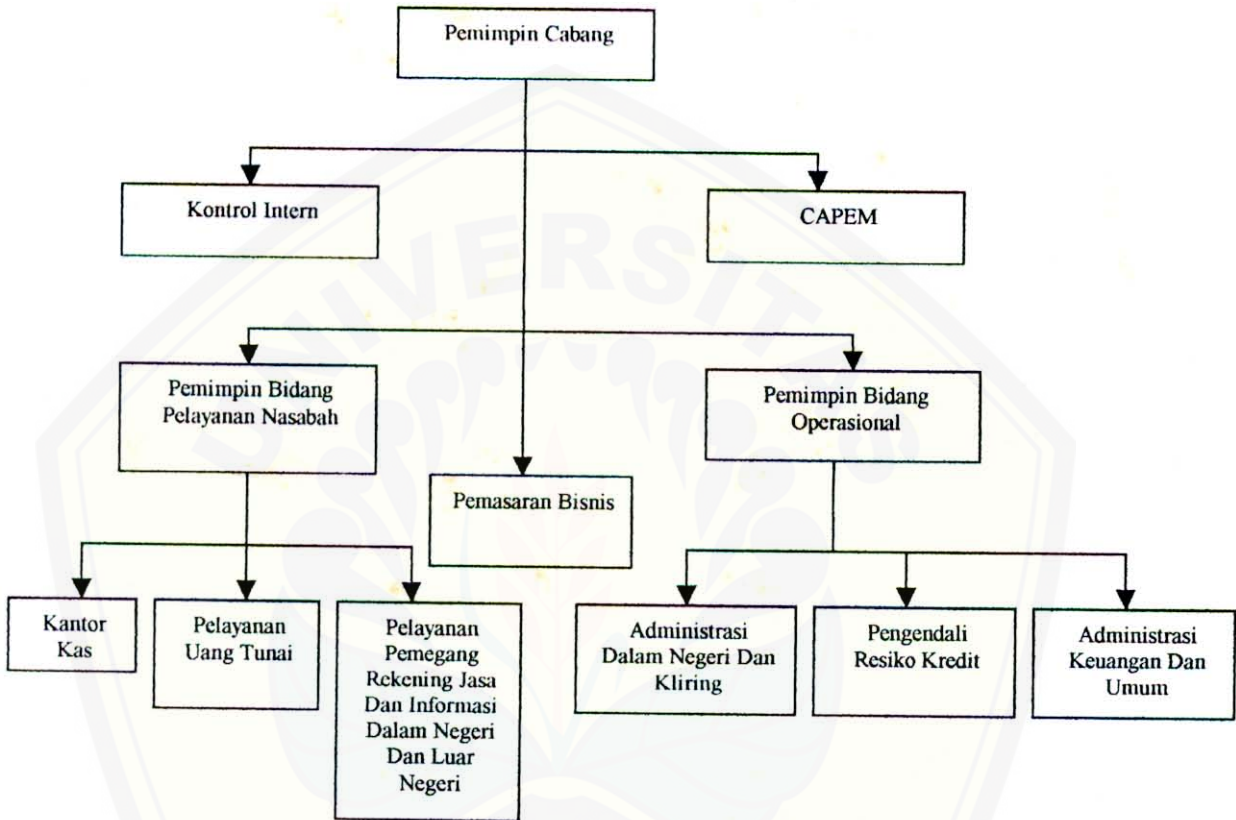 Pemimpin Cabang
Kontrol Intern
CAPEM
UNIVERSITAS
Pemimpin Bidang
Pelayanan Nasabah
Pemimpin Bidang
Operasional
Pemasaran Bisnis
Kantor
Kas
Pelayanan
Uang Tunai
Pelayanan
Pemegang
Rekening Jasa
Dan Informasi
Dalam Negeri
Dan Luar
Negeri
Administrasi
Dalam Negeri Dan
Kliring
Pengendali
Resiko Kredit
Administrasi
Keuangan Dan
Umum